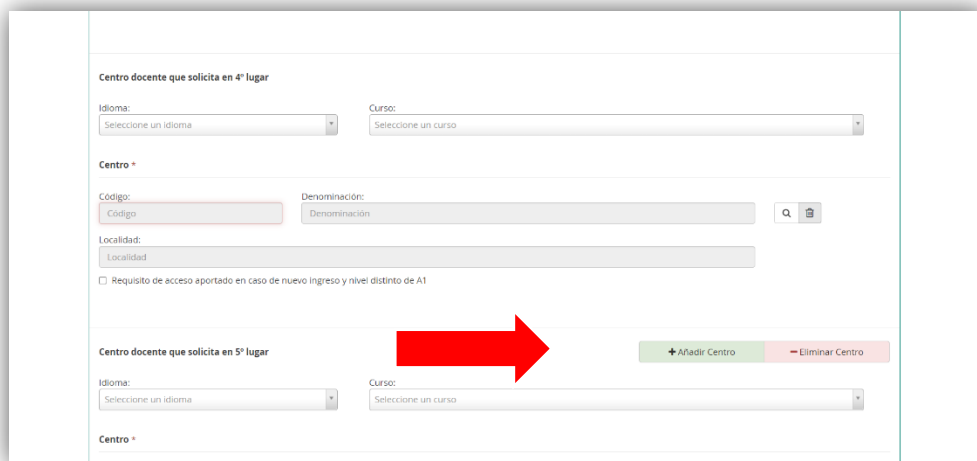 Centro docente que solicita en 4º lugar
Idioma: Curso:
Seleccione un idioma Seleccione un curso
Centro *
Código: Denominación:
Código Denominación
Localidad:
Localidad
Requisito de acceso aportado en caso de nuevo ingreso y nivel distinto de A1
Centro docente que solicita en 5º lugar + Añadir Centro − Eliminar Centro
Idioma: Curso:
Seleccione un idioma Seleccione un curso
Centro *